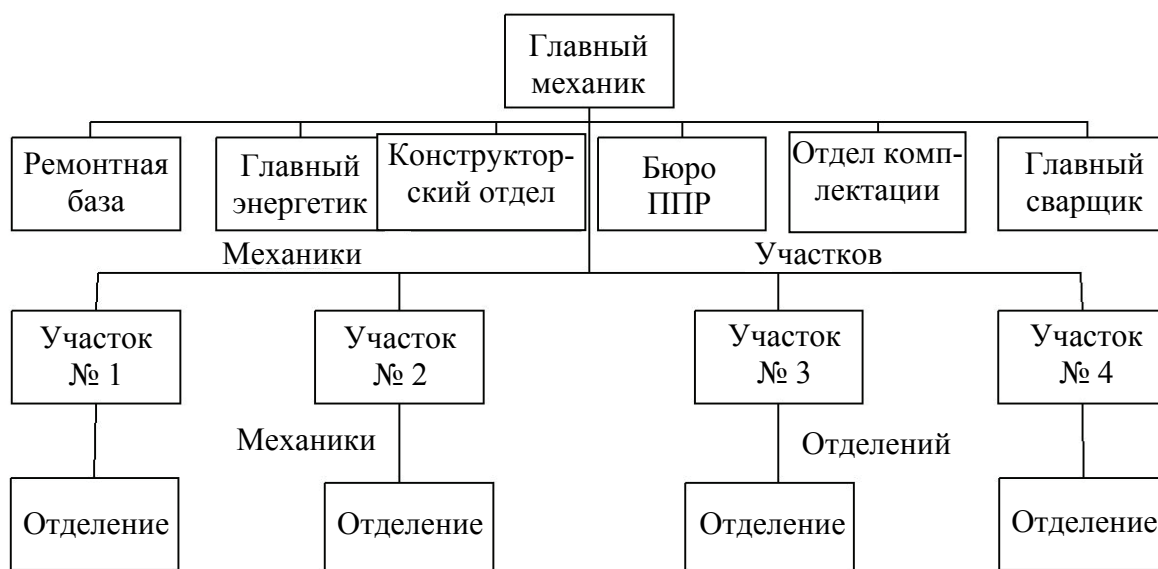 Главный
механик
Ремонтная
база
Главный
энергетик
Конструктор-
ский отдел
Бюро
ППР
Отдел комп-
лектации
Главный
сварщик
Механики
Участков
Участок
№ 1
Участок
№ 2
Участок
№ 3
Участок
№ 4
Механики
Отделений
Отделение
Отделение
Отделение
Отделение